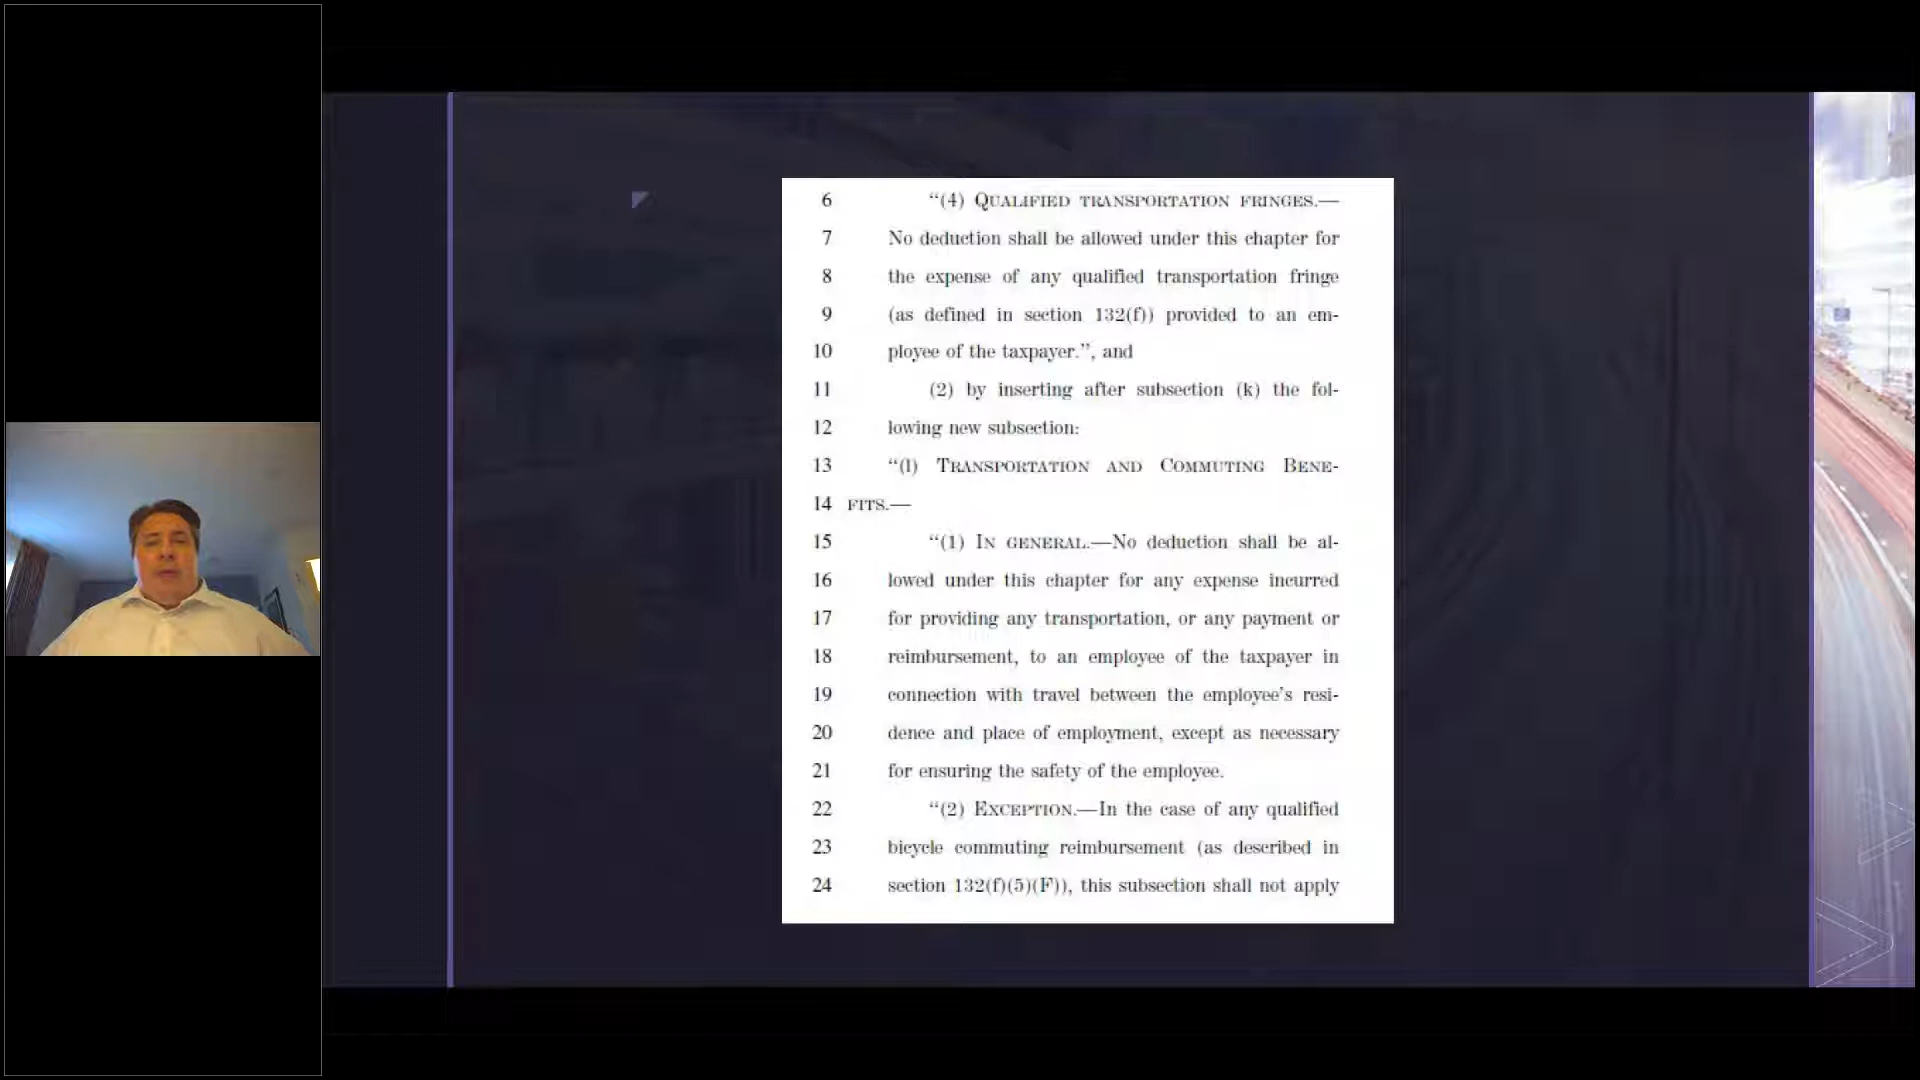 6 “(4) QUALIFIED TRANSPORTATION FRINGES.—
7 No deduction shall be allowed under this chapter for
8 the expense of any qualified transportation fringe
9 (as defined in section 132(f)) provided to an em-
10 ployee of the taxpayer.”, and
11 (2) by inserting after subsection (k) the fol-
12 lowing new subsection:
13 “(l) TRANSPORTATION AND COMMUTING BENE-
14 FITS.—
15 “(1) IN GENERAL.—No deduction shall be al-
16 lowed under this chapter for any expense incurred
17 for providing any transportation, or any payment or
18 reimbursement, to an employee of the taxpayer in
19 connection with travel between the employee’s resi-
20 dence and place of employment, except as necessary
21 for ensuring the safety of the employee.
22 “(2) EXCEPTION.—In the case of any qualified
23 bicycle commuting reimbursement (as described in
24 section 132(f)(5)(F)), this subsection shall not apply